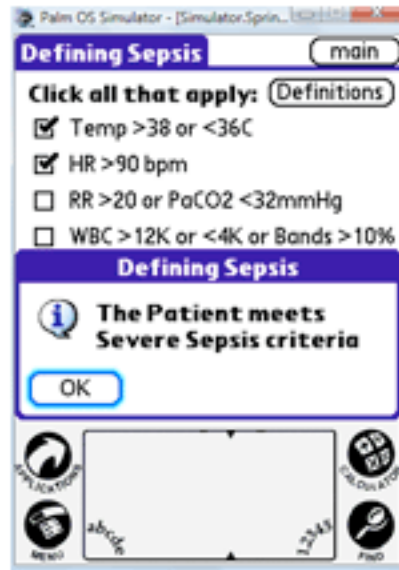 Palm OS Simulator - [Simulator.Sprin...
Defining Sepsis
main
Click all that apply:
Definitions
Temp >38 or <36C
HR >90 bpm
RR >20 or PaCO2 <32mmHg
WBC >12K or <4K or Bands >10%
Defining Sepsis
The Patient meets
Severe Sepsis criteria
OK
APPLICATIONS
CALCULATOR
MENU
abcde
12345
FIND